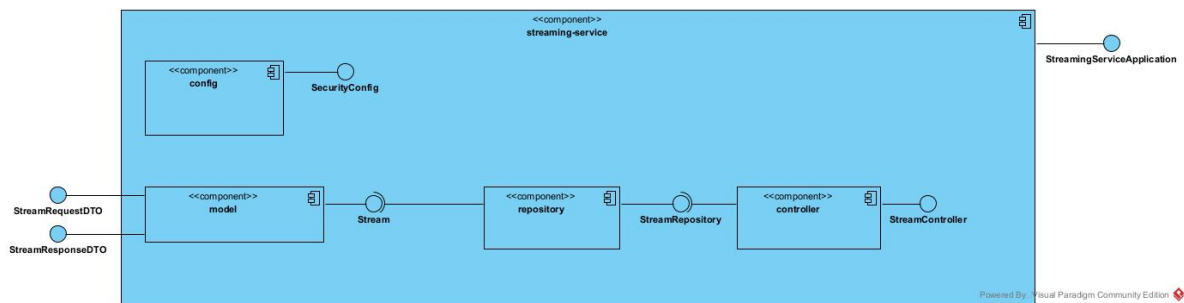 <<component>>
streaming-service
StreamingServiceApplication
<<component>>
config
SecurityConfig
StreamRequestDTO
StreamResponseDTO
<<component>>
model
Stream
<<component>>
repository
StreamRepository
<<component>>
controller
StreamController
Powered By Visual Paradigm Community Edition